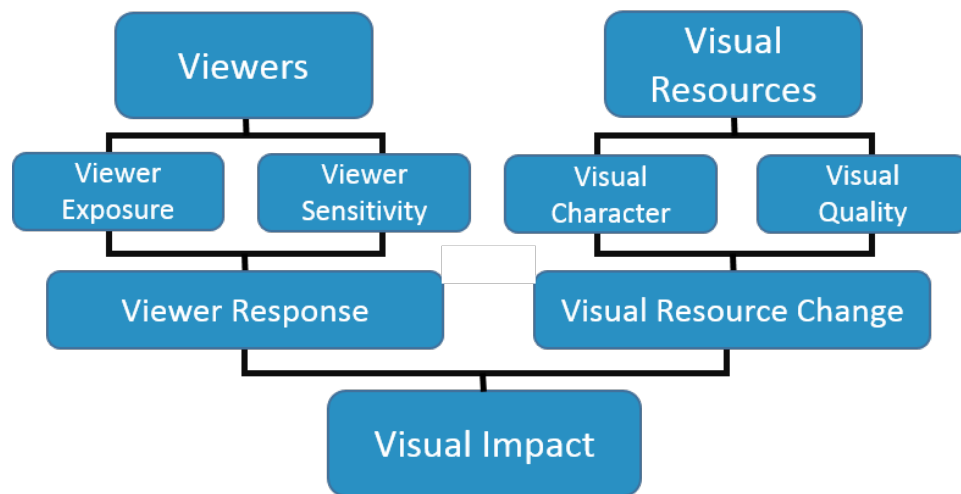 Viewers
Visual
Resources
Viewer
Exposure
Viewer
Sensitivity
Visual
Character
Visual
Quality
Viewer Response
Visual Resource Change
Visual Impact